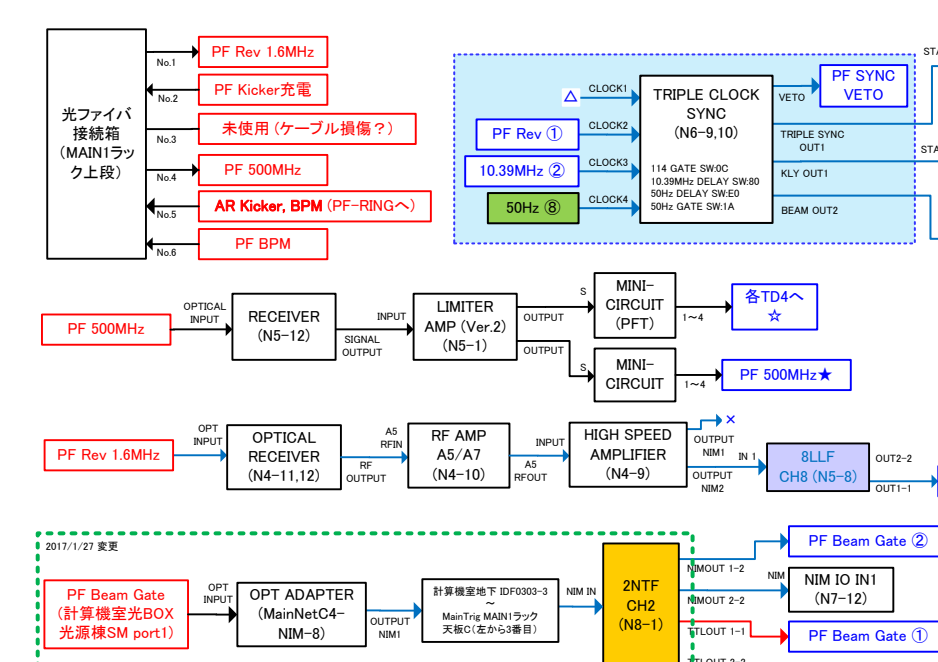 光ファイバ
接続箱
(MAIN1ラッ
ク上段)
No.1
PF Rev 1.6MHz
No.2
PF Kicker充電
No.3
未使用 (ケーブル損傷？)
No.4
PF 500MHz
No.5
AR Kicker, BPM (PF-RINGへ)
No.6
PF BPM
△
CLOCK1
PF Rev ①
CLOCK2
10.39MHz ②
CLOCK3
50Hz ⑧
CLOCK4
TRIPLE CLOCK
SYNC
(N6-9,10)
114 GATE SW:0C
10.39MHz DELAY SW:80
50Hz DELAY SW:E0
50Hz GATE SW:1A
VETO
PF SYNC
VETO
TRIPLE SYNC
OUT1
KLY OUT1
BEAM OUT2
STA
STA
PF 500MHz
OPTICAL
INPUT
RECEIVER
(N5-12)
SIGNAL
OUTPUT
INPUT
LIMITER
AMP (Ver.2)
(N5-1)
OUTPUT
OUTPUT
S
MINI-
CIRCUIT
(PFT)
1～4
各TD4へ
☆
S
MINI-
CIRCUIT
1～4
PF 500MHz★
PF Rev 1.6MHz
OPT
INPUT
OPTICAL
RECEIVER
(N4-11,12)
RF
OUTPUT
A5
RFIN
RF AMP
A5/A7
(N4-10)
A5
RFOUT
INPUT
HIGH SPEED
AMPLIFIER
(N4-9)
×
OUTPUT
NIM1
OUTPUT
NIM2
IN 1
8LLF
CH8 (N5-8)
OUT2-2
OUT1-1
2017/1/27 変更
PF Beam Gate
(計算機室光BOX
光源棟SM port1)
OPT
INPUT
OPT ADAPTER
(MainNetC4-
NIM-8)
OUTPUT
NIM1
計算機室地下 IDF0303-3
～
MainTrig MAIN1ラック
天板C(左から3番目)
NIM IN
2NTF
CH2
(N8-1)
NIMOUT 1-2
PF Beam Gate ②
NIMOUT 2-2
NIM
NIM IO IN1
(N7-12)
TTLOUT 1-1
PF Beam Gate ①